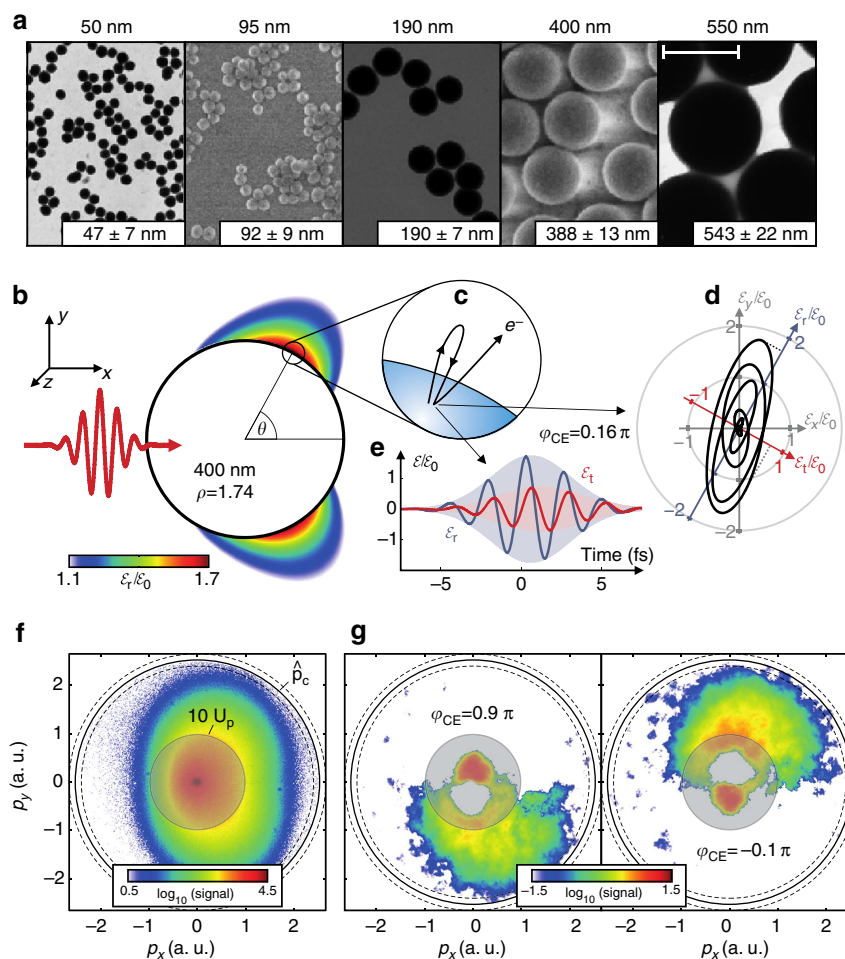 a
50 nm 95 nm 190 nm 400 nm 550 nm
47 ± 7 nm 92 ± 9 nm 190 ± 7 nm 388 ± 13 nm 543 ± 22 nm
b
y
x
z
θ
400 nm
ρ=1.74
1.1 ℰr/ℰ0 1.7
c
e−
φCE=0.16 π
d
ℰy/ℰ0
ℰr/ℰ0
2
2
−1
ℰx/ℰ0
−1
1
1
ℰt/ℰ0
−2
−2
e
ℰ/ℰ0
ℰt
1
0
ℰr
−1
Time (fs)
−5 0 5
f
p̂c
10 Up
2
1
0
−1
−2
py (a. u.)
0.5 log10 (signal) 4.5
−2 −1 0 1 2
px (a. u.)
g
φCE=0.9 π
φCE=−0.1 π
−1.5 log10 (signal) 1.5
−2 −1 0 1 2
−2 −1 0 1 2
px (a. u.)
px (a. u.)